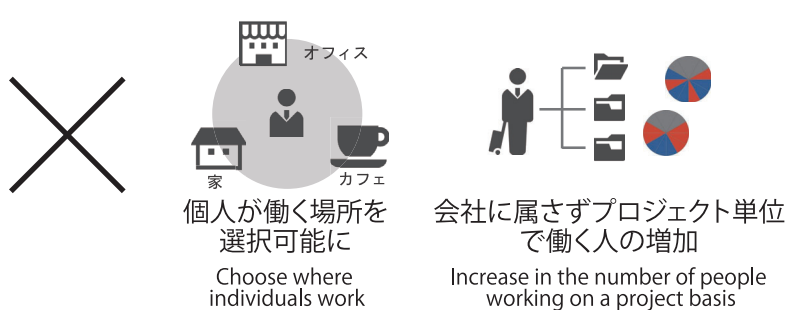 オフィス
家
カフェ
個人が働く場所を
選択可能に
Choose where
individuals work
会社に属さずプロジェクト単位
で働く人の増加
Increase in the number of people
working on a project basis